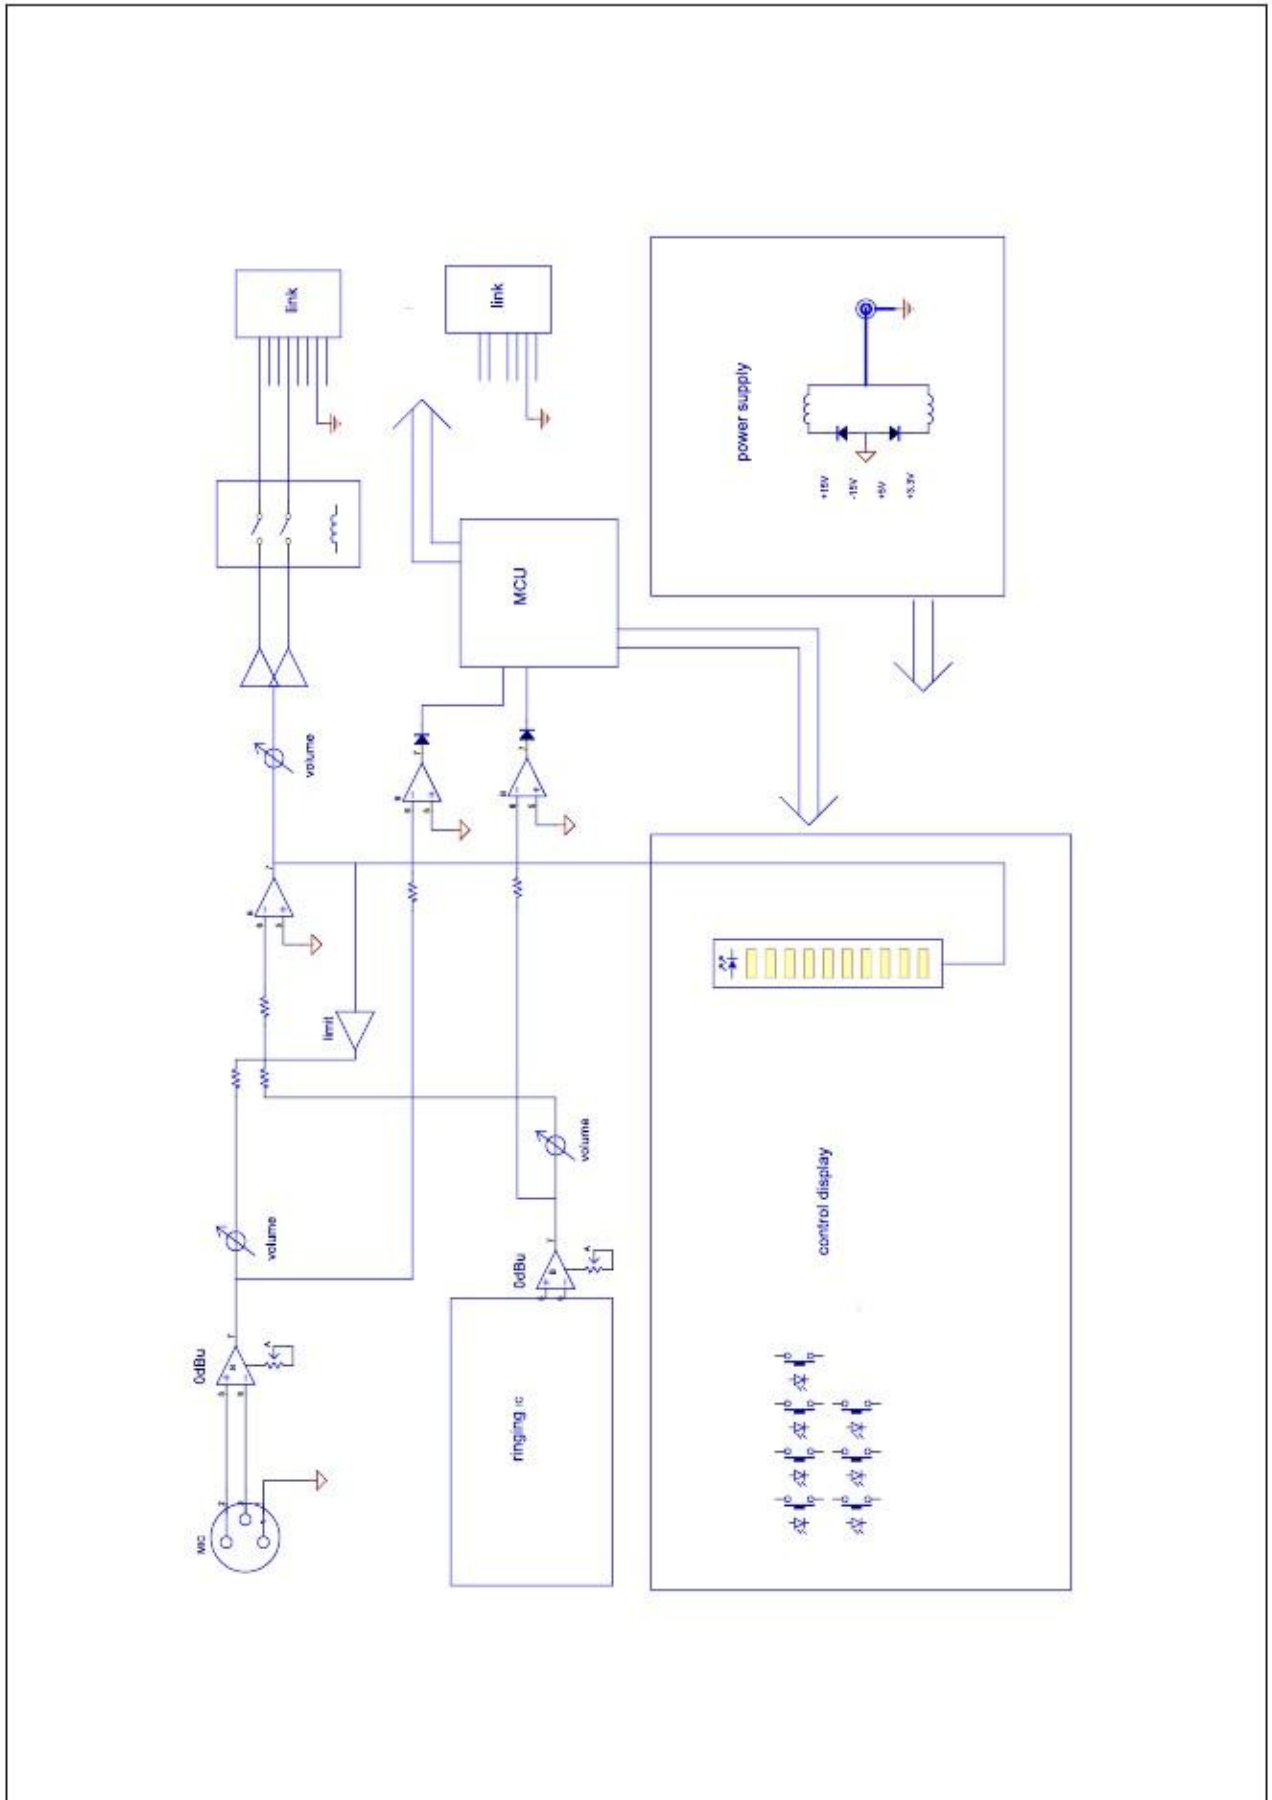 MIC
0dBu
volume
limit
volume
link
ringing IC
0dBu
volume
MCU
link
control display
power supply
+15V
-15V
+5V
+3.3V